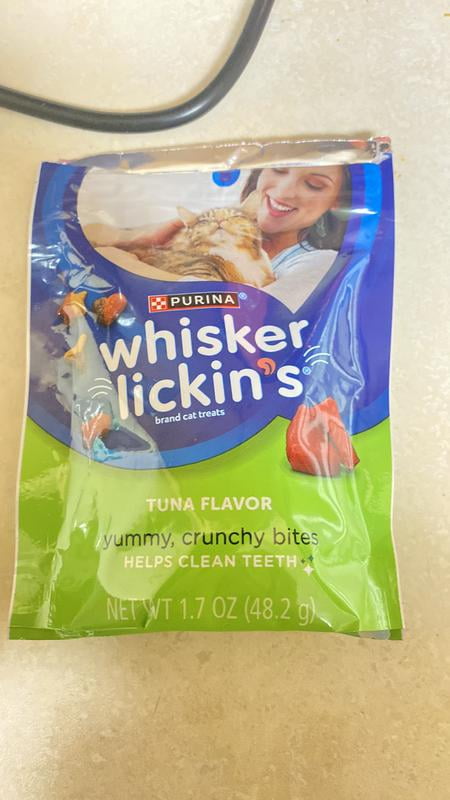 PURINA®
whisker
lickin's®
brand cat treats
TUNA FLAVOR
yummy, crunchy bites
HELPS CLEAN TEETH
NET WT 1.7 OZ (48.2 g)